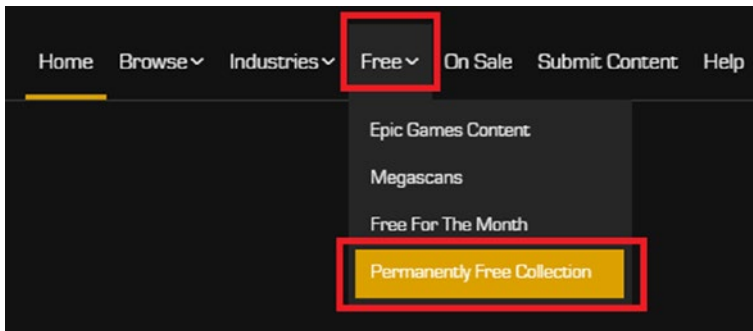 Home Browse Industries Free On Sale Submit Content Help
Epic Games Content
Megascans
Free For The Month
Permanently Free Collection